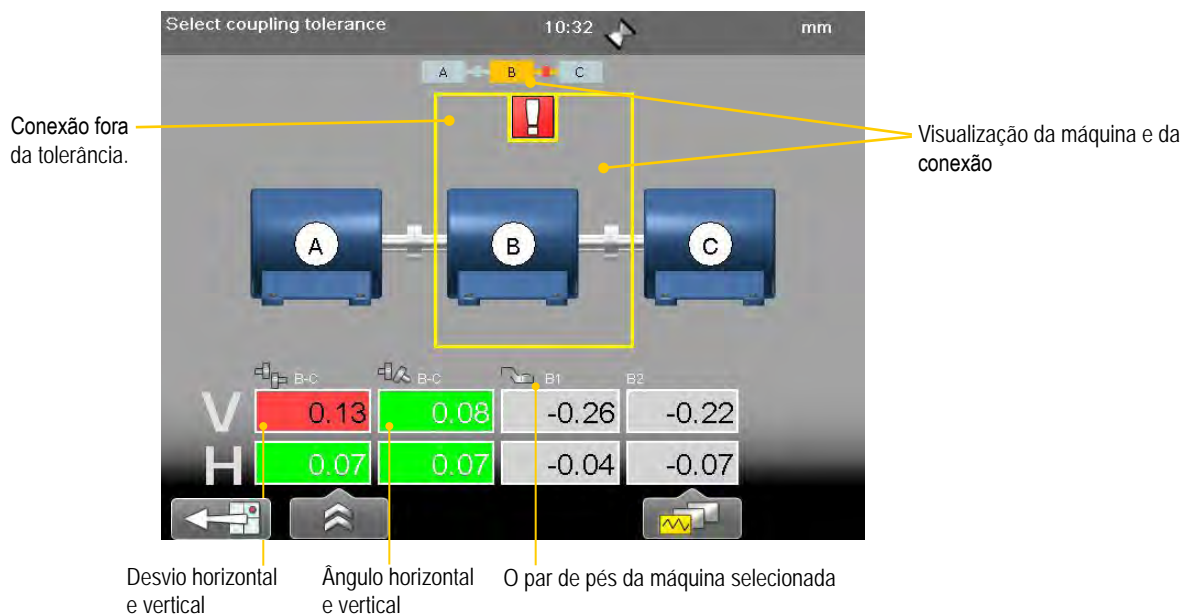 Select coupling tolerance 10:32 mm
A B C
Conexão fora
da tolerância.
Visualização da máquina e da
conexão
A B C
B-C B-C B1 B2
V 0.13 0.08 -0.26 -0.22
H 0.07 0.07 -0.04 -0.07
Desvio horizontal
e vertical
Ângulo horizontal
e vertical
O par de pés da máquina selecionada